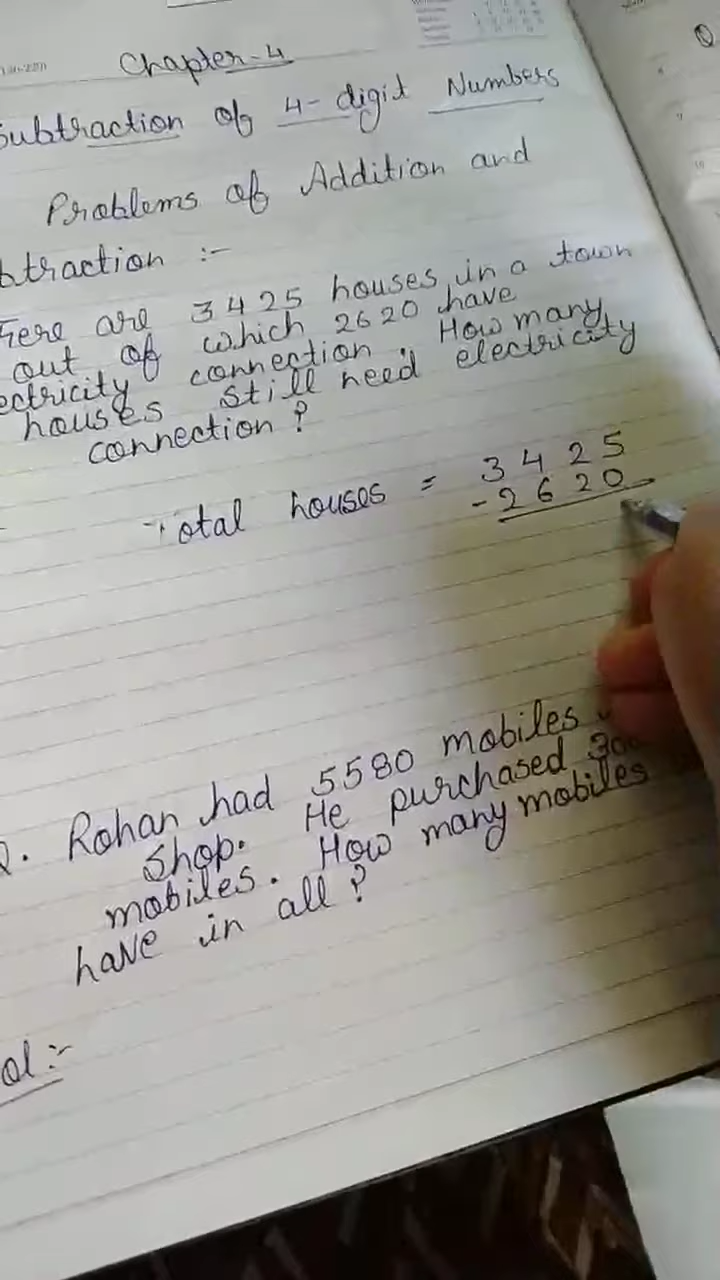 Chapter-4
Subtraction of 4-digit Numbers
Problems of Addition and
btraction :-
here are 3425 houses in a town
out of which 2620 have
ectricity connection. How many
houses still need electricity
connection ?
Total houses = 3425
-2620
Q. Rohan had 5580 mobiles
Shop. He purchased
mobiles. How many mobiles
have in all ?
ol :-